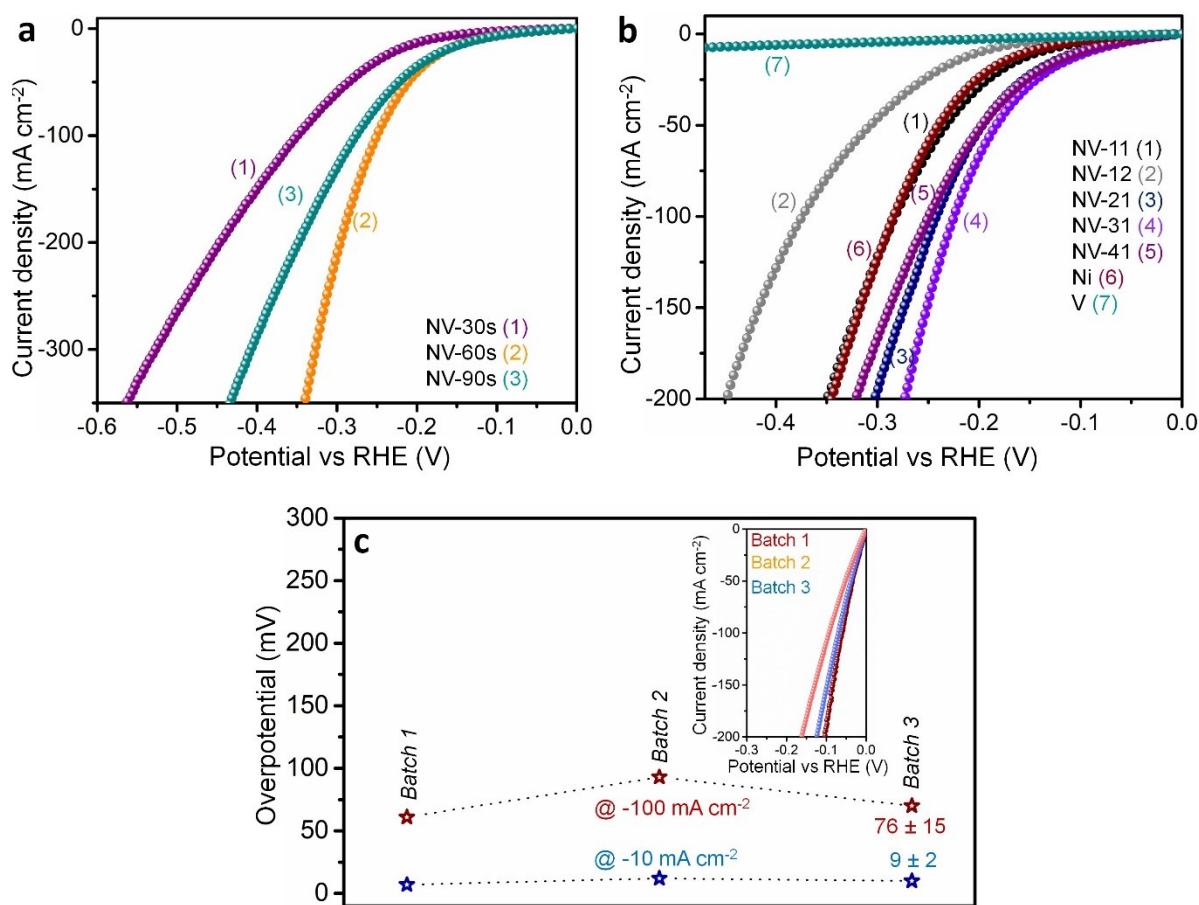 a
0
-100
-200
-300
Current density (mA cm⁻²)
(1)
(3)
(2)
NV-30s (1)
NV-60s (2)
NV-90s (3)
-0.6 -0.5 -0.4 -0.3 -0.2 -0.1 0.0
Potential vs RHE (V)
b
0
-50
-100
-150
-200
Current density (mA cm⁻²)
(7)
(1)
(2)
(5)
(4)
(6)
(3)
NV-11 (1)
NV-12 (2)
NV-21 (3)
NV-31 (4)
NV-41 (5)
Ni (6)
V (7)
-0.4 -0.3 -0.2 -0.1 0.0
Potential vs RHE (V)
c
300
250
200
150
100
50
0
Overpotential (mV)
Batch 1
Batch 2
Batch 3
@ -100 mA cm⁻²
76 ± 15
@ -10 mA cm⁻²
9 ± 2
Batch 1
Batch 2
Batch 3
0
-50
-100
-150
-200
Current density (mA cm⁻²)
-0.3 -0.2 -0.1 0.0
Potential vs RHE (V)